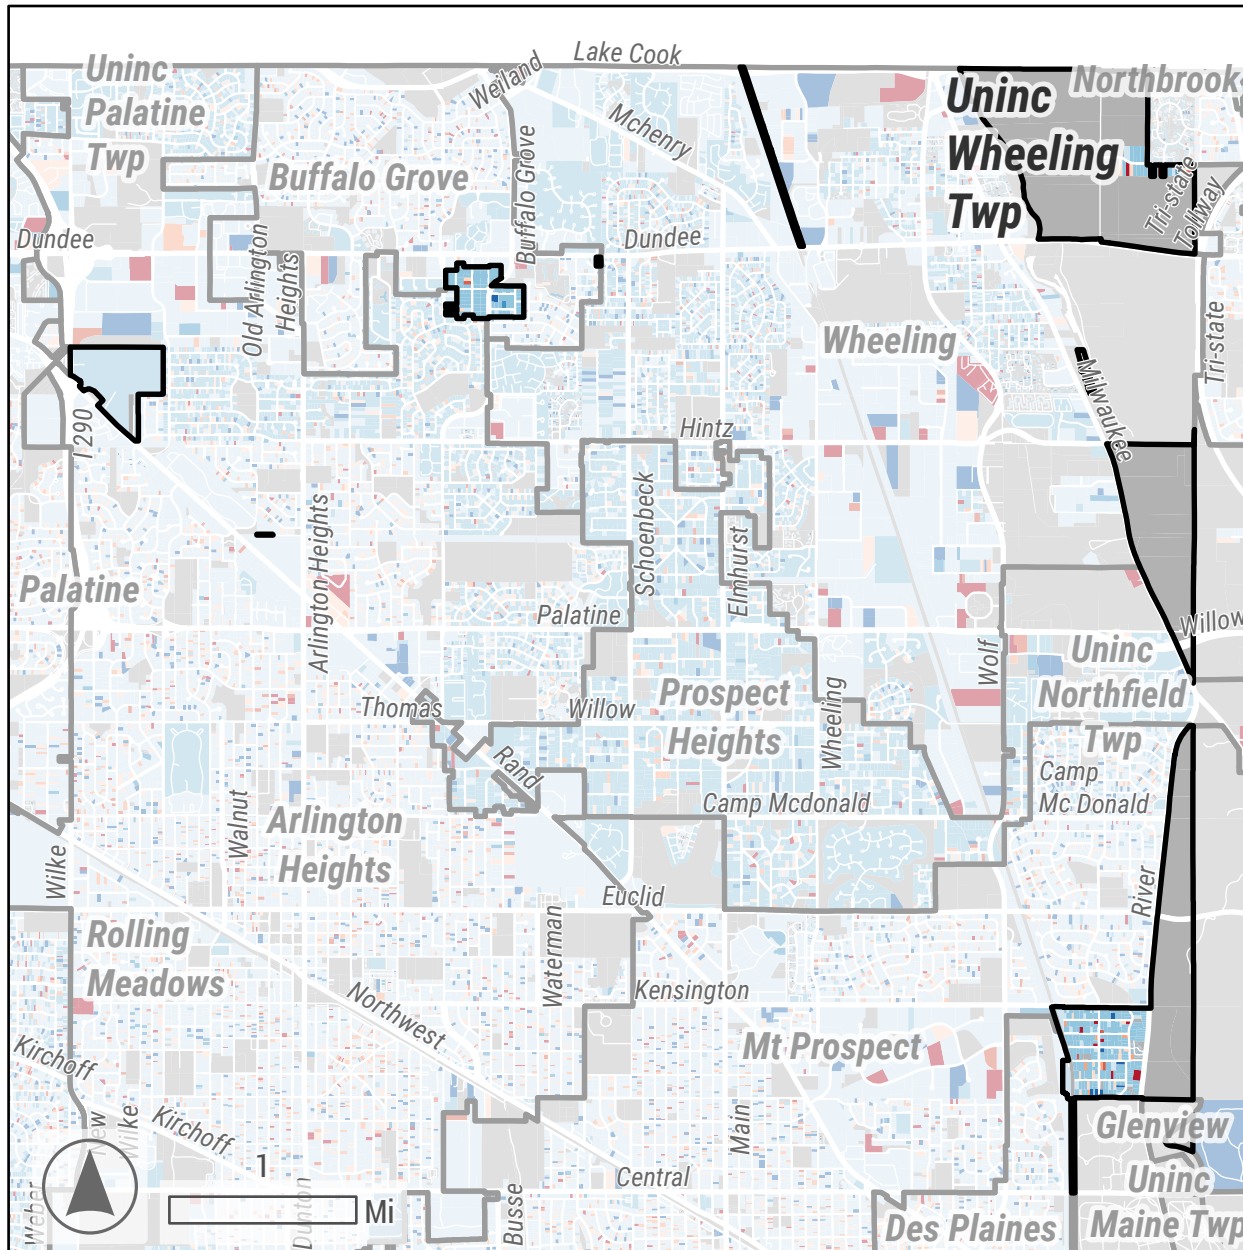 Lake Cook
Uninc
Palatine
Twp
Weiland
Mchenry
Uninc
Wheeling
Twp
Northbrook
Buffalo Grove
Buffalo Grove
Tri-state
Tollway
Dundee
Dundee
Old Arlington
Heights
Wheeling
Tri-state
Milwaukee
I 290
Hintz
Schoenbeck
Arlington Heights
Elmhurst
Palatine
Palatine
Willow
Uninc
Northfield
Twp
Wolf
Thomas
Willow
Prospect
Heights
Wheeling
Rand
Camp
Mc Donald
Camp Mcdonald
Walnut
Arlington
Heights
Wilke
Euclid
River
Rolling
Meadows
Waterman
Kensington
Northwest
Mt Prospect
Kirchoff
Kirchoff
New
Wilke
Main
Glenview
Uninc
Maine Twp
Central
1
Mi
Weber
Dunton
Busse
Des Plaines